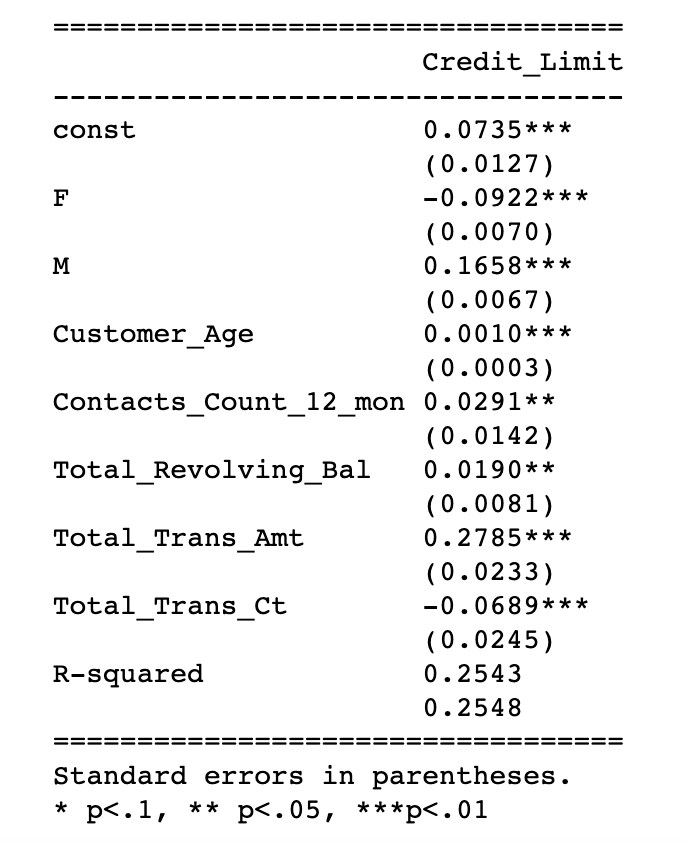 ==================================
                      Credit_Limit
----------------------------------
const                 0.0735***
                      (0.0127)
F                     -0.0922***
                      (0.0070)
M                     0.1658***
                      (0.0067)
Customer_Age          0.0010***
                      (0.0003)
Contacts_Count_12_mon 0.0291**
                      (0.0142)
Total_Revolving_Bal   0.0190**
                      (0.0081)
Total_Trans_Amt       0.2785***
                      (0.0233)
Total_Trans_Ct        -0.0689***
                      (0.0245)
R-squared             0.2543
                      0.2548
==================================
Standard errors in parentheses.
* p<.1, ** p<.05, ***p<.01